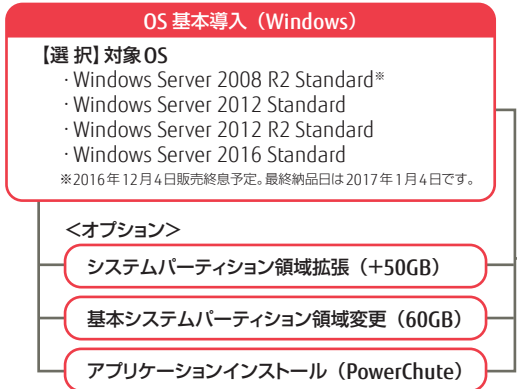 OS 基本導入（Windows）
【選 択】対象OS
・Windows Server 2008 R2 Standard※
・Windows Server 2012 Standard
・Windows Server 2012 R2 Standard
・Windows Server 2016 Standard
※2016年12月4日販売終息予定。最終納品日は2017年1月4日です。
＜オプション＞
システムパーティション領域拡張（+50GB）
基本システムパーティション領域変更（60GB）
アプリケーションインストール（PowerChute）